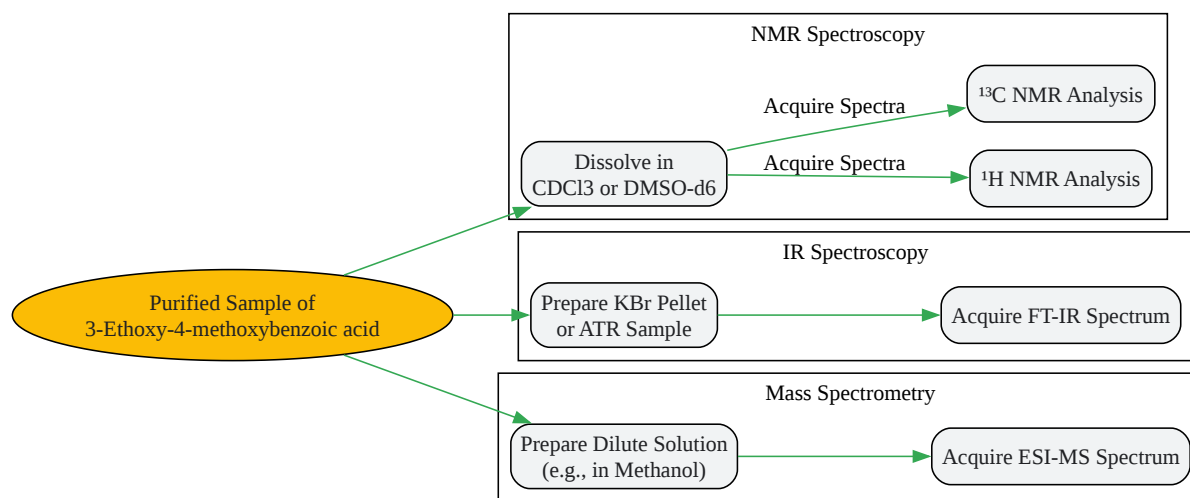 NMR Spectroscopy
¹³C NMR Analysis
Acquire Spectra
Dissolve in
CDCl3 or DMSO-d6
Acquire Spectra
¹H NMR Analysis
IR Spectroscopy
Purified Sample of
3-Ethoxy-4-methoxybenzoic acid
Prepare KBr Pellet
or ATR Sample
Acquire FT-IR Spectrum
Mass Spectrometry
Prepare Dilute Solution
(e.g., in Methanol)
Acquire ESI-MS Spectrum